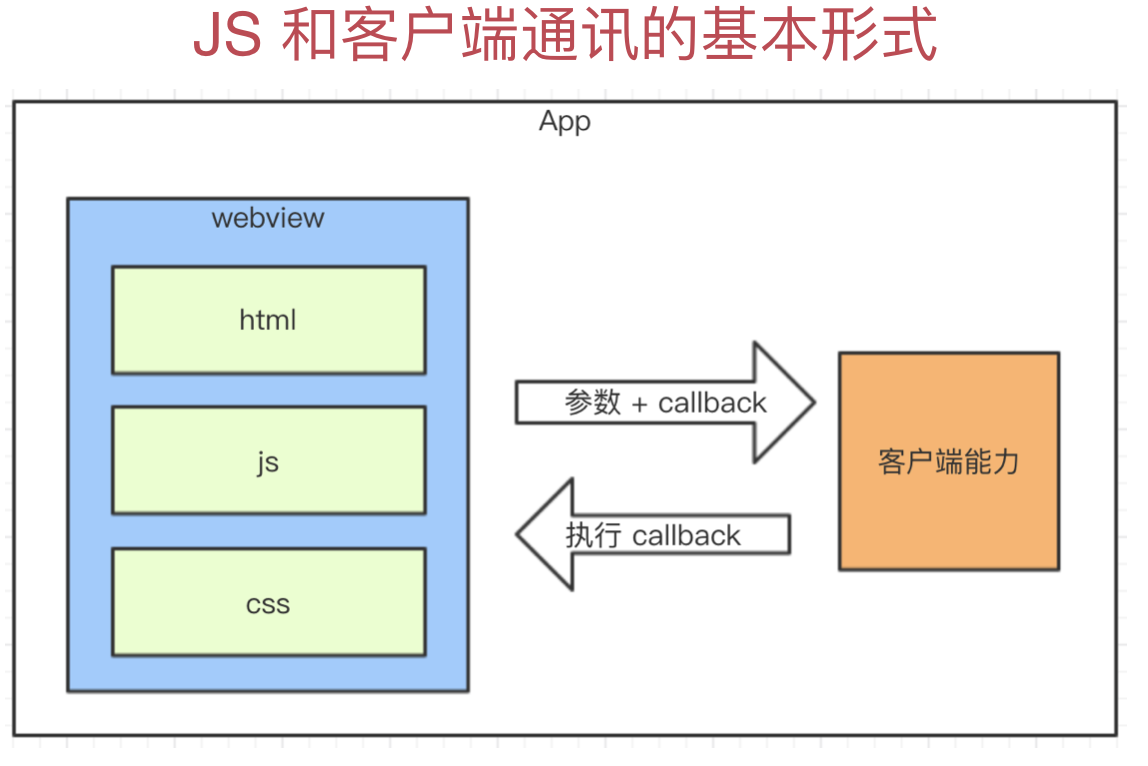 JS 和客户端通讯的基本形式
App
webview
html
js
css
参数 + callback
执行 callback
客户端能力